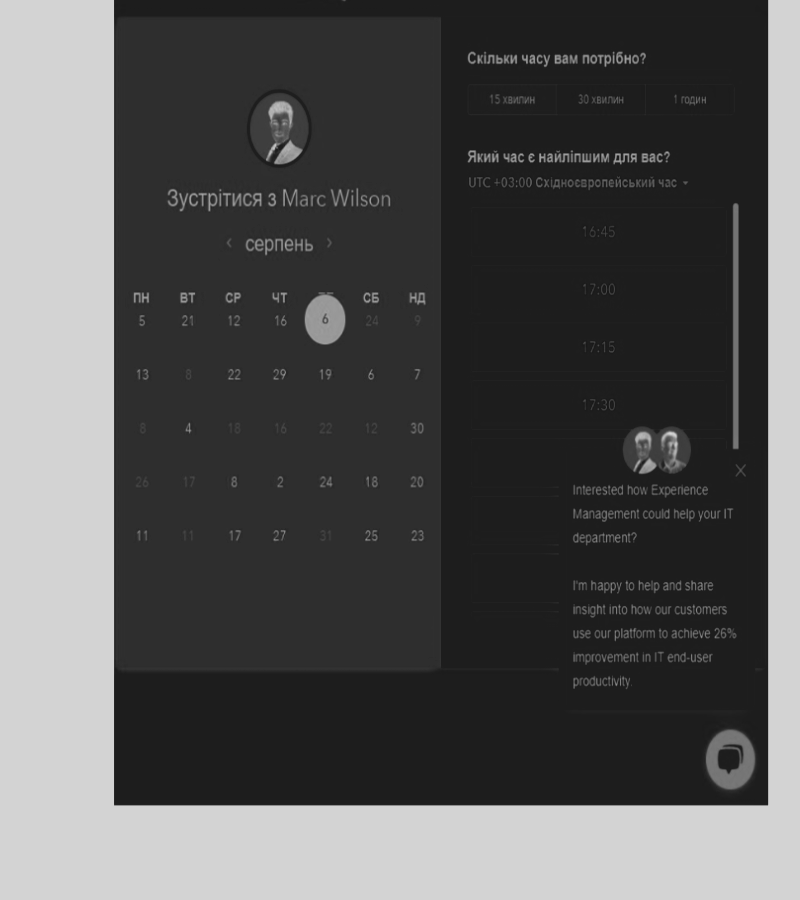 Зустрітися з Marc Wilson
‹ серпень ›
ПН ВТ СР ЧТ СБ НД
5 21 12 16 6 24 9
13 8 22 29 19 6 7
8 4 18 16 22 12 30
26 17 8 2 24 18 20
11 11 17 27 31 25 23
Скільки часу вам потрібно?
15 хвилин 30 хвилин 1 годин
Який час є найліпшим для вас?
UTC +03:00 Східноєвропейський час
16:45
17:00
17:15
17:30
Interested how Experience
Management could help your IT
department?
I'm happy to help and share
insight into how our customers
use our platform to achieve 26%
improvement in IT end-user
productivity.